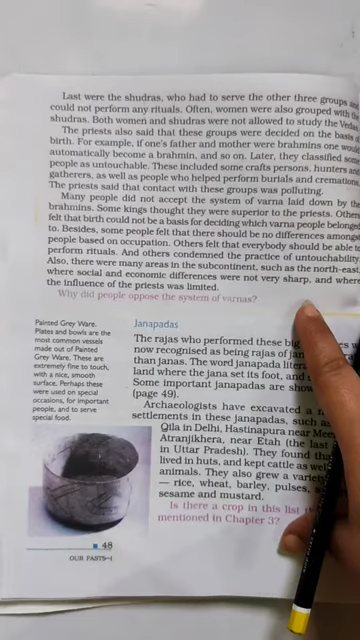 Last were the shudras, who had to serve the other three groups and
could not perform any rituals. Often, women were also grouped with the
shudras. Both women and shudras were not allowed to study the Vedas.
The priests also said that these groups were decided on the basis of
birth. For example, if one's father and mother were brahmins one would
automatically become a brahmin, and so on. Later, they classified some
people as untouchable. These included some crafts persons, hunters and
gatherers, as well as people who helped perform burials and cremations.
The priests said that contact with these groups was polluting.
Many people did not accept the system of varna laid down by the
brahmins. Some kings thought they were superior to the priests. Others
felt that birth could not be a basis for deciding which varna people belonged
to. Besides, some people felt that there should be no differences amongst
people based on occupation. Others felt that everybody should be able to
perform rituals. And others condemned the practice of untouchability.
Also, there were many areas in the subcontinent, such as the north-east,
where social and economic differences were not very sharp, and where
the influence of the priests was limited.
Why did people oppose the system of varnas?
Painted Grey Ware.
Plates and bowls are the
most common vessels
made out of Painted
Grey Ware. These are
extremely fine to touch,
with a nice, smooth
surface. Perhaps these
were used on special
occasions, for important
people, and to serve
special food.
Janapadas
The rajas who performed these big
now recognised as being rajas of
than janas. The word janapada
land where the jana set its foot, and
Some important janapadas are
(page 49).
Archaeologists have excavated a
settlements in these janapadas, such as
Qila in Delhi, Hastinapura near
Atranjikhera, near Etah (the last
in Uttar Pradesh). They found
lived in huts, and kept cattle as well
animals. They also grew a variety
— rice, wheat, barley, pulses,
sesame and mustard.
Is there a crop in this list
mentioned in Chapter 3?
48
OUR PASTS–I